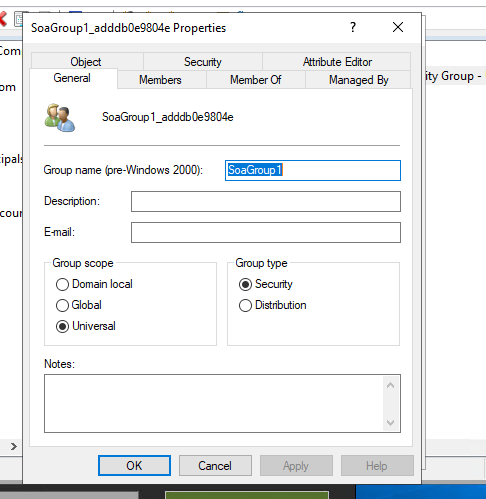 SoaGroup1_adddb0e9804e Properties
Com
Object Security Attribute Editor
General Members Member Of Managed By
ity Group -
om
SoaGroup1_adddb0e9804e
cipals
Group name (pre-Windows 2000): SoaGroup1
Description:
cour
E-mail:
Group scope
Group type
Domain local
Security
Global
Distribution
Universal
Notes:
OK Cancel Apply Help